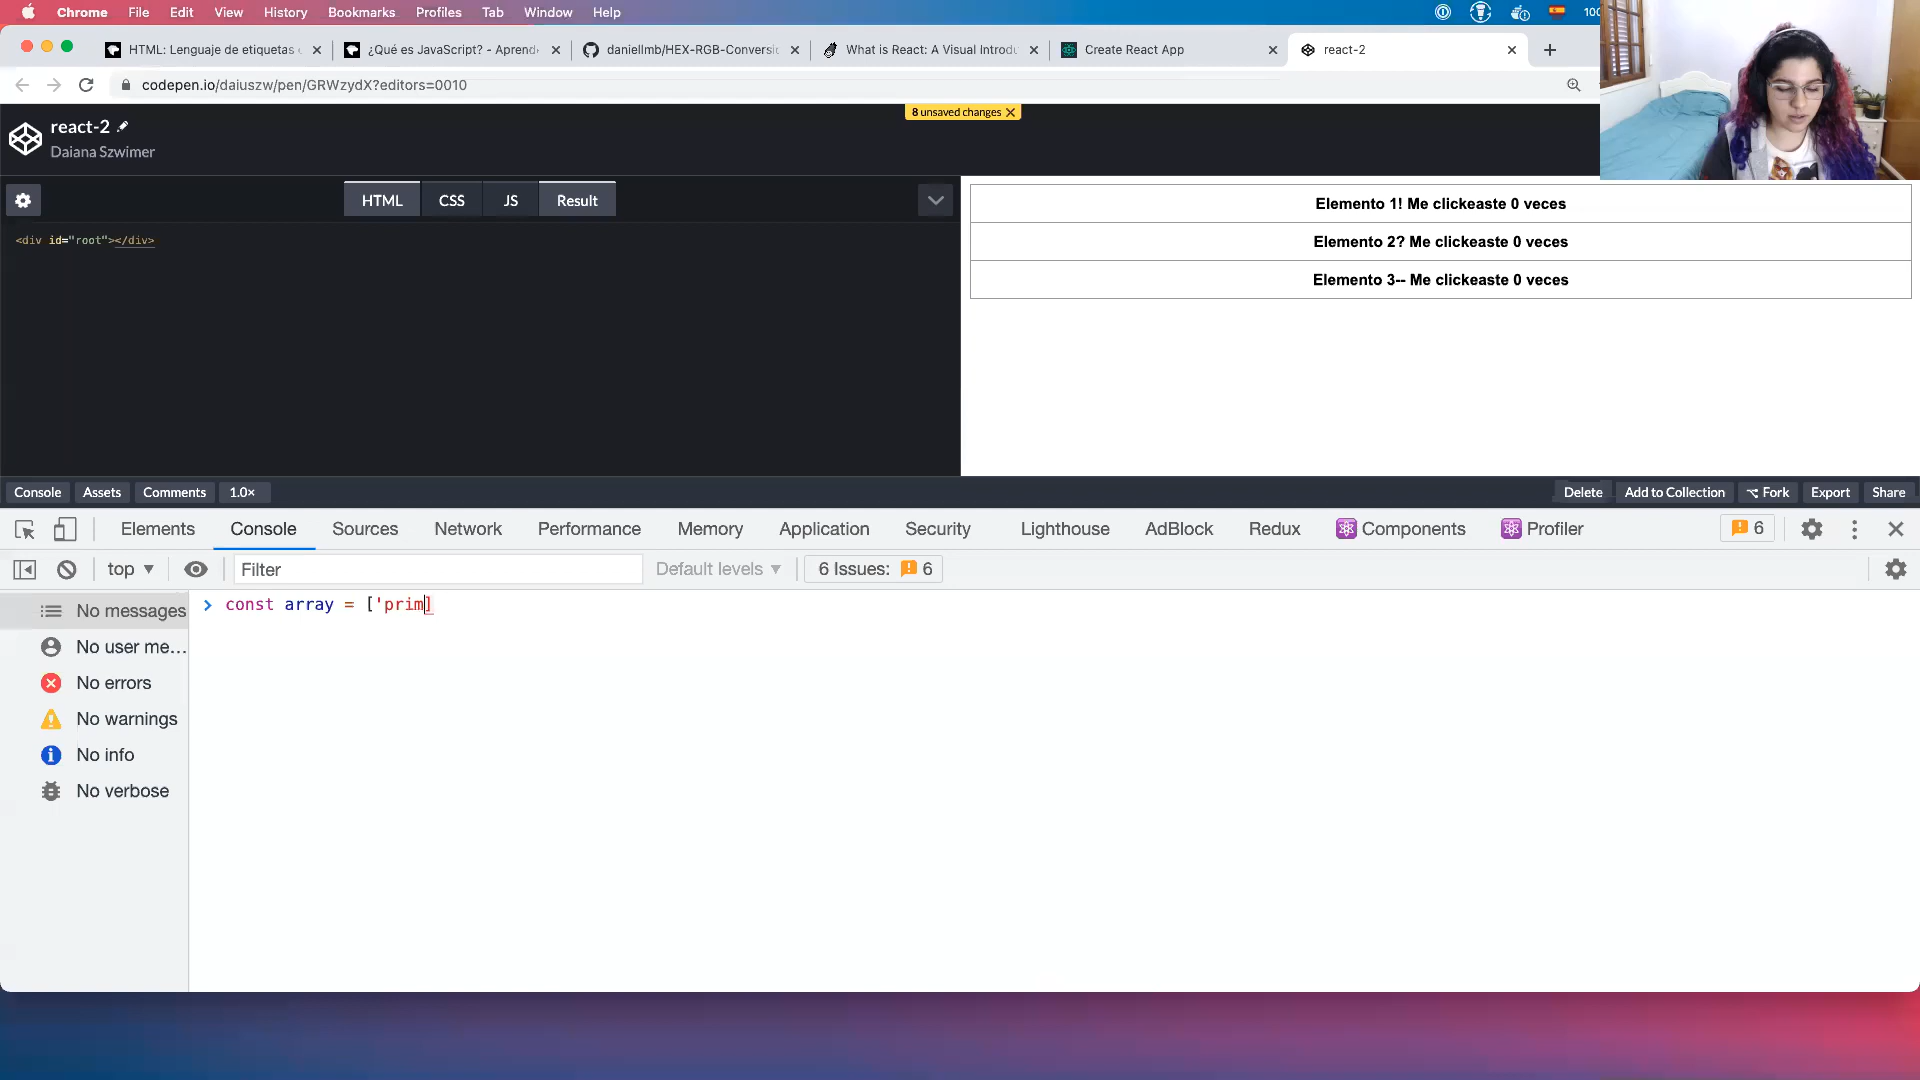 Chrome File Edit View History Bookmarks Profiles Tab Window Help 100
HTML: Lenguaje de etiquetas
¿Qué es JavaScript? - Aprend
daniellmb/HEX-RGB-Conversi
What is React: A Visual Introdu
Create React App
react-2
codepen.io/daiuszw/pen/GRWzydX?editors=0010
8 unsaved changes
react-2
Daiana Szwimer
HTML CSS JS Result
<div id="root"></div>
Elemento 1! Me clickeaste 0 veces
Elemento 2? Me clickeaste 0 veces
Elemento 3-- Me clickeaste 0 veces
Console Assets Comments 1.0× Delete Add to Collection Fork Export Share
Elements Console Sources Network Performance Memory Application Security Lighthouse AdBlock Redux Components Profiler 6
top Filter Default levels 6 Issues: 6
No messages
No user me...
No errors
No warnings
No info
No verbose
const array = ['prim]